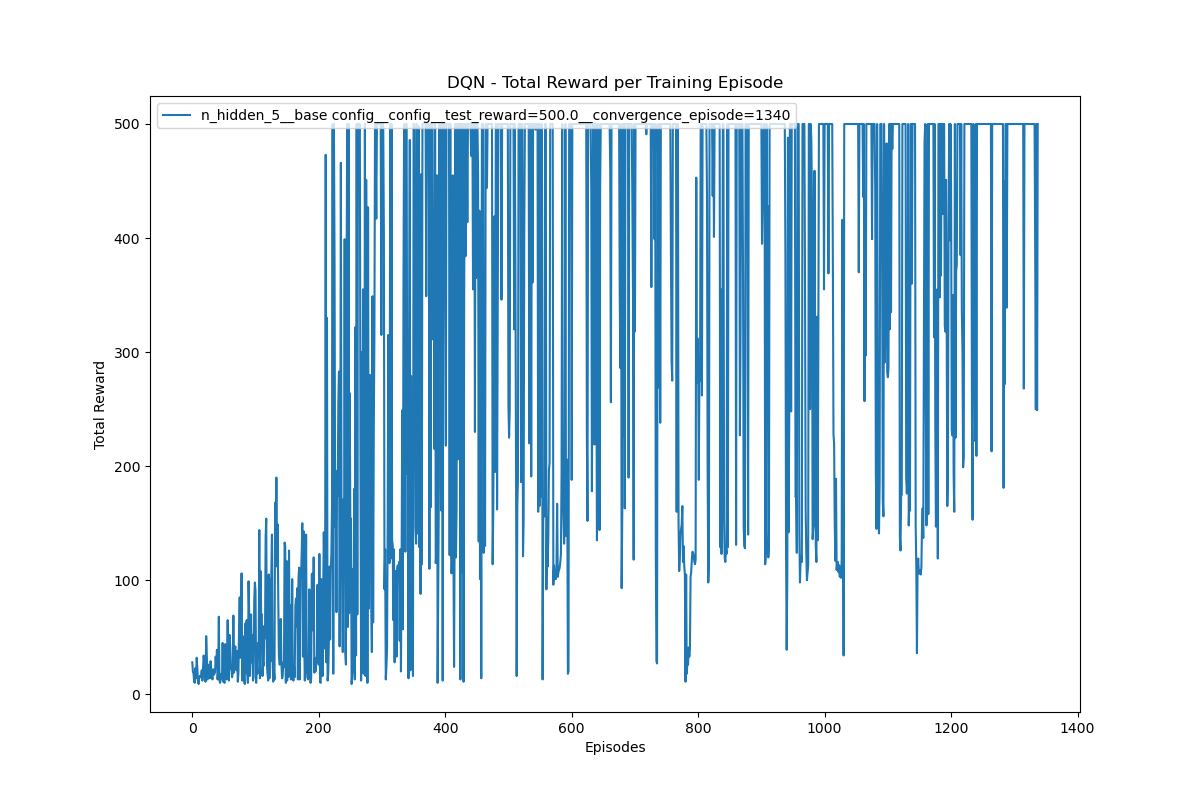 DQN - Total Reward per Training Episode
n_hidden_5__base config__config__test_reward=500.0__convergence_episode=1340
500
400
300
200
100
0
Total Reward
0 200 400 600 800 1000 1200 1400
Episodes